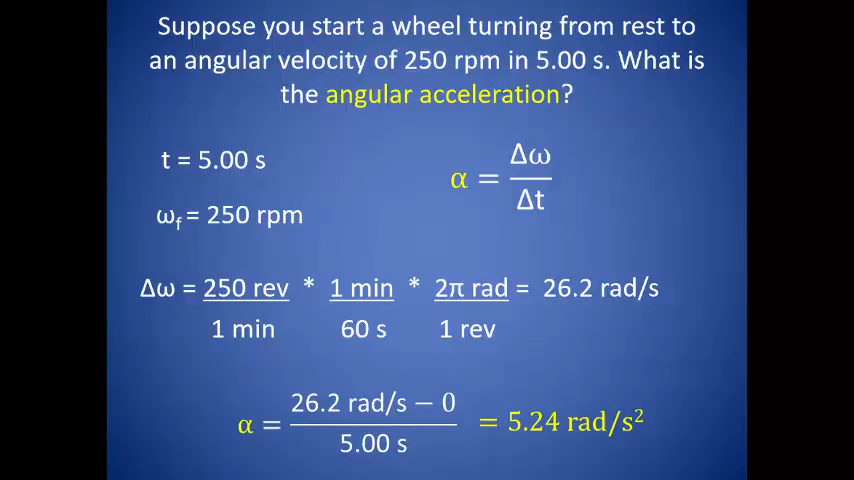 Suppose you start a wheel turning from rest to
an angular velocity of 250 rpm in 5.00 s. What is
the angular acceleration?
t = 5.00 s
α = Δω
Δt
ωf = 250 rpm
Δω = 250 rev * 1 min * 2π rad = 26.2 rad/s
1 min 60 s 1 rev
α = 26.2 rad/s − 0 = 5.24 rad/s²
5.00 s